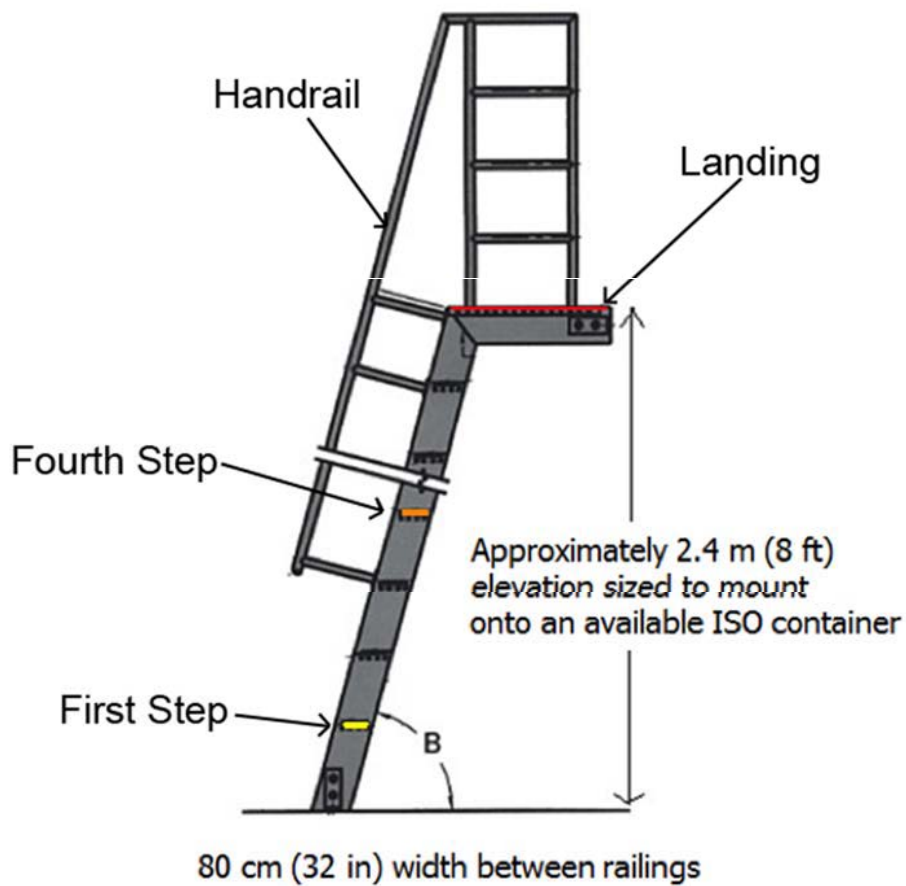 Handrail
Landing
Fourth Step
Approximately 2.4 m (8 ft)
elevation sized to mount
onto an available ISO container
First Step
B
80 cm (32 in) width between railings